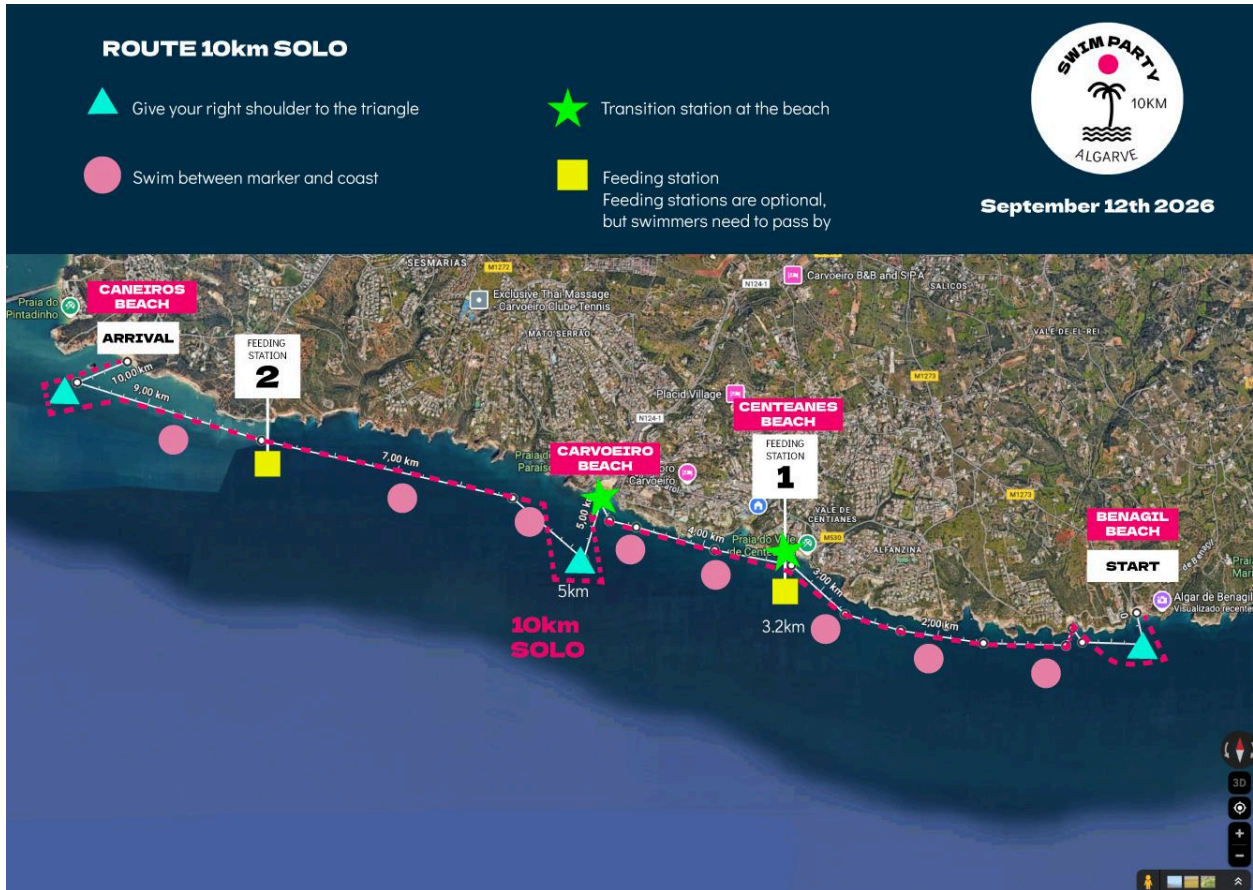 ROUTE 10km SOLO
Give your right shoulder to the triangle
Swim between marker and coast
Transition station at the beach
Feeding station
Feeding stations are optional,
but swimmers need to pass by
SWIM PARTY
10KM
ALGARVE
September 12th 2026
SESMARIAS
M1272
Carvoeiro B&B and S.P.A
N124-1
SALICOS
CANEIROS
BEACH
Praia do
Pintadinho
Exclusive Thai Massage
- Carvoeiro Clube Tennis
MATO SERRÃO
VALE DE EL-REI
ARRIVAL
FEEDING
STATION
2
10,00 km
9,00 km
M1273
Placid Village
N124-1
CENTEANES
BEACH
FEEDING
STATION
1
7,00 km
CARVOEIRO
BEACH
Carvoeiro
5,00 km
4,00 km
VALE DE
CENTIANES
M530
M1273
ALFANZINA
BENAGIL
BEACH
START
3,00 km
2,00 km
0
Algar de Benagil
Visualizado recente
5km
3.2km
10km
SOLO
3D